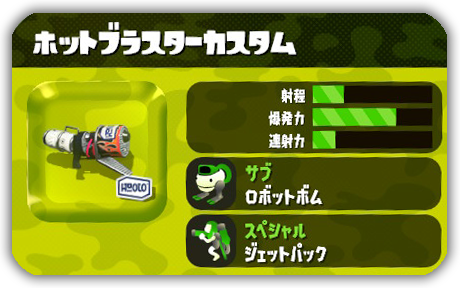 ホットブラスターカスタム
射程
爆発力
連射力
サブ
ロボットボム
スペシャル
ジェットパック